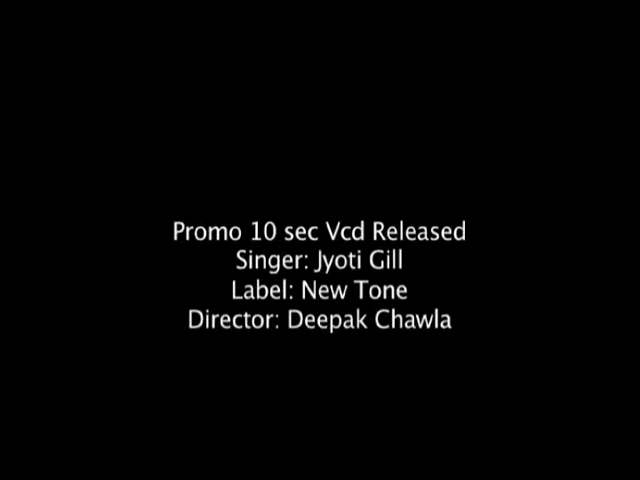 Promo 10 sec Vcd Released
Singer: Jyoti Gill
Label: New Tone
Director: Deepak Chawla